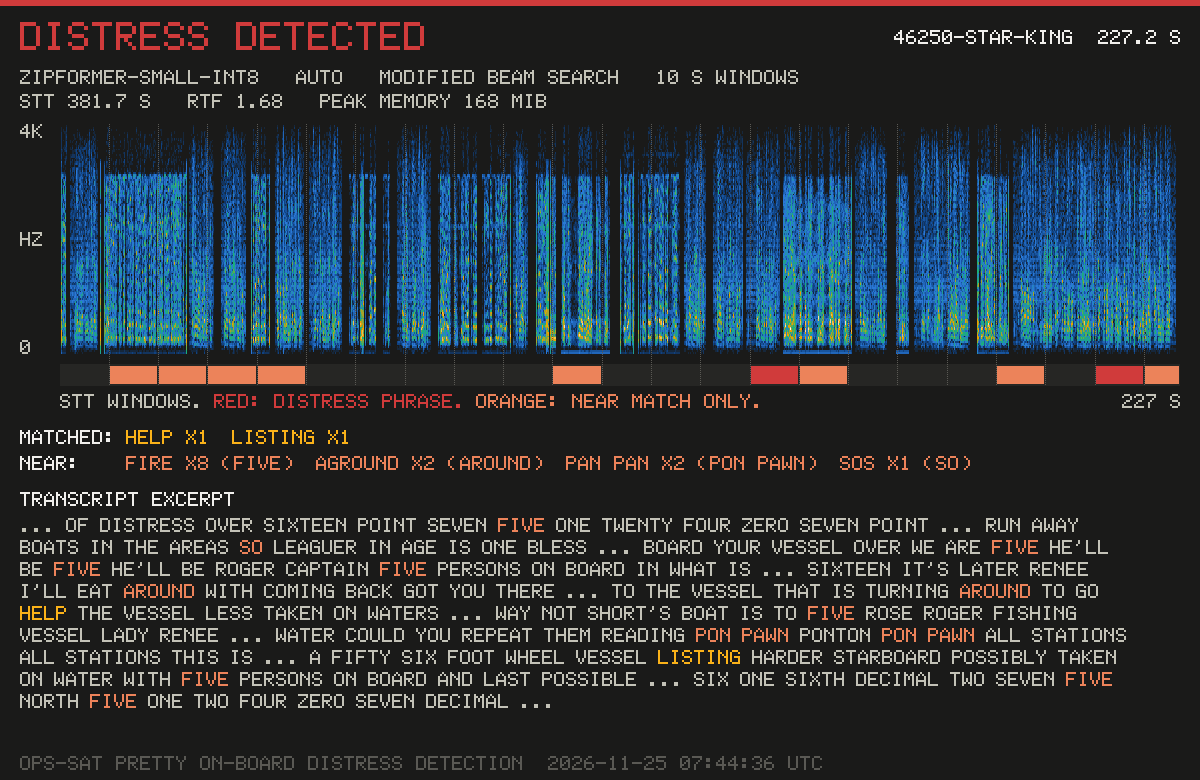 DISTRESS DETECTED
46250-STAR-KING 227.2 S
ZIPFORMER-SMALL-INT8 AUTO MODIFIED BEAM SEARCH 10 S WINDOWS
STT 381.7 S RTF 1.68 PEAK MEMORY 168 MIB
4K
HZ
0
STT WINDOWS. RED: DISTRESS PHRASE. ORANGE: NEAR MATCH ONLY.
227 S
MATCHED: HELP X1 LISTING X1
NEAR: FIRE X8 (FIVE) AGROUND X2 (AROUND) PAN PAN X2 (PON PAWN) SOS X1 (SO)
TRANSCRIPT EXCERPT
... OF DISTRESS OVER SIXTEEN POINT SEVEN FIVE ONE TWENTY FOUR ZERO SEVEN POINT ... RUN AWAY
BOATS IN THE AREAS SO LEAGUER IN AGE IS ONE BLESS ... BOARD YOUR VESSEL OVER WE ARE FIVE HE'LL
BE FIVE HE'LL BE ROGER CAPTAIN FIVE PERSONS ON BOARD IN WHAT IS ... SIXTEEN IT'S LATER RENEE
I'LL EAT AROUND WITH COMING BACK GOT YOU THERE ... TO THE VESSEL THAT IS TURNING AROUND TO GO
HELP THE VESSEL LESS TAKEN ON WATERS ... WAY NOT SHORT'S BOAT IS TO FIVE ROSE ROGER FISHING
VESSEL LADY RENEE ... WATER COULD YOU REPEAT THEM READING PON PAWN PONTON PON PAWN ALL STATIONS
ALL STATIONS THIS IS ... A FIFTY SIX FOOT WHEEL VESSEL LISTING HARDER STARBOARD POSSIBLY TAKEN
ON WATER WITH FIVE PERSONS ON BOARD AND LAST POSSIBLE ... SIX ONE SIXTH DECIMAL TWO SEVEN FIVE
NORTH FIVE ONE TWO FOUR ZERO SEVEN DECIMAL ...
OPS-SAT PRETTY ON-BOARD DISTRESS DETECTION 2026-11-25 07:44:36 UTC